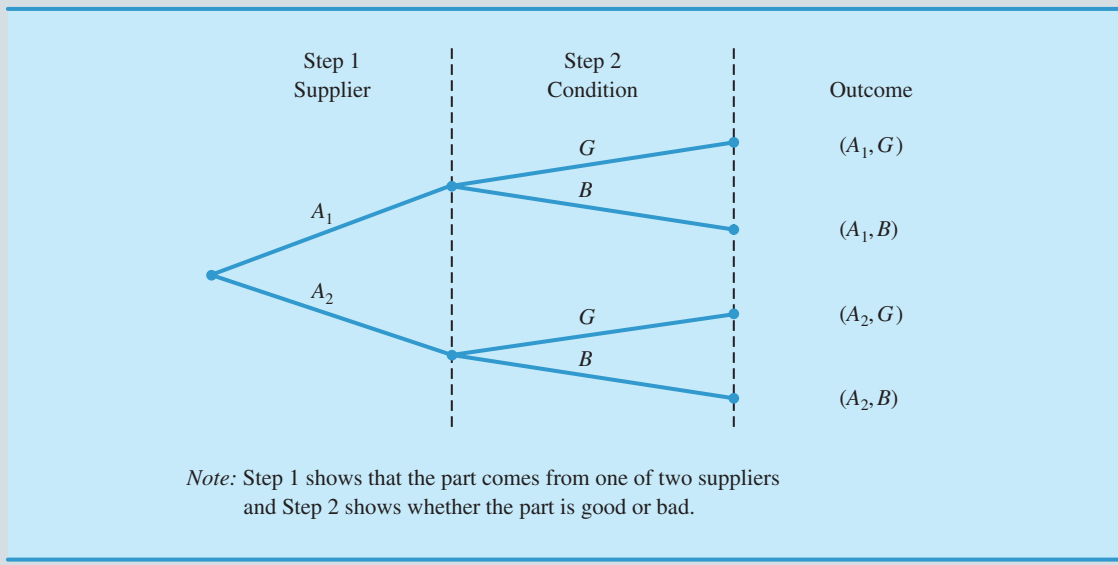 Step 1 Step 2
Supplier Condition Outcome
G (A₁, G)
B
A₁ (A₁, B)
A₂
G (A₂, G)
B
(A₂, B)
Note: Step 1 shows that the part comes from one of two suppliers
and Step 2 shows whether the part is good or bad.